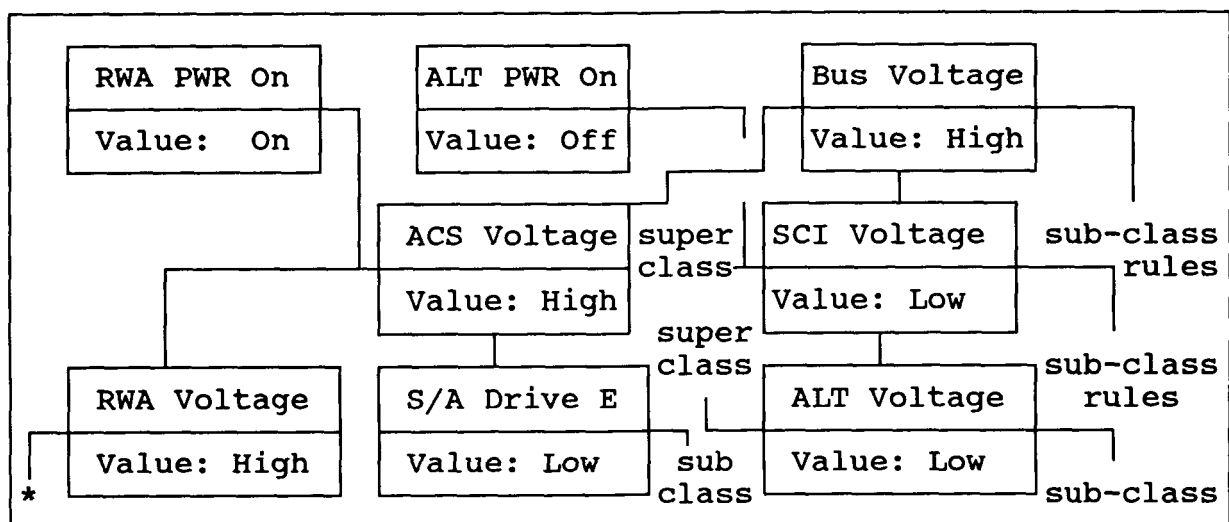 RWA PWR On
Value: On
ALT PWR On
Value: Off
Bus Voltage
Value: High
ACS Voltage
Value: High
super
class
SCI Voltage
Value: Low
sub-class
rules
super
class
sub-class
rules
RWA Voltage
Value: High
*
S/A Drive E
Value: Low
sub
class
ALT Voltage
Value: Low
sub-class